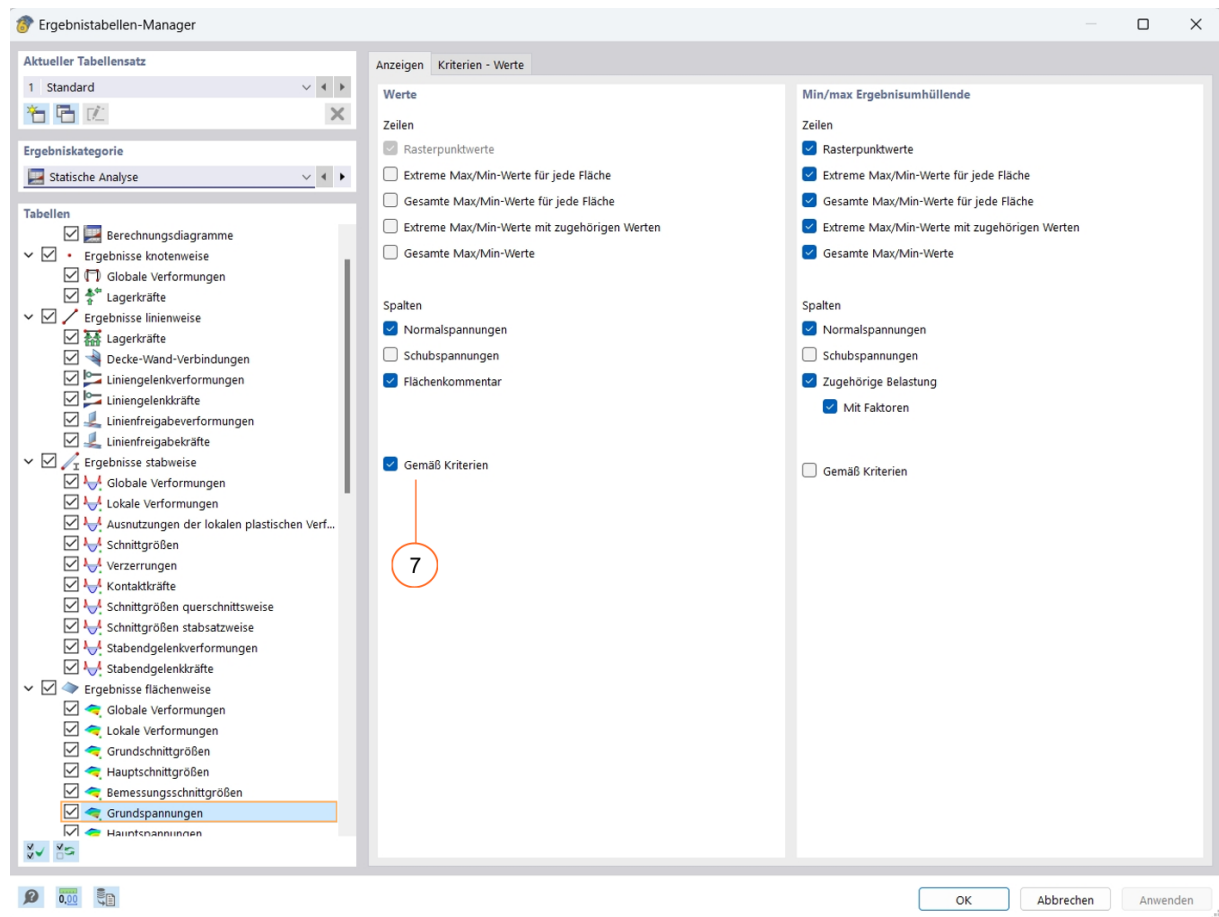 Ergebnistabellen-Manager
Aktueller Tabellensatz
1 Standard
Ergebniskategorie
Statische Analyse
Tabellen
Berechnungsdiagramme
Ergebnisse knotenweise
Globale Verformungen
Lagerkräfte
Ergebnisse linienweise
Lagerkräfte
Decke-Wand-Verbindungen
Liniengelenkverformungen
Liniengelenkkräfte
Linienfreigabeverformungen
Linienfreigabekräfte
Ergebnisse stabweise
Globale Verformungen
Lokale Verformungen
Ausnutzungen der lokalen plastischen Verf...
Schnittgrößen
Verzerrungen
Kontaktkräfte
Schnittgrößen querschnittsweise
Schnittgrößen stabsatzweise
Stabendgelenkverformungen
Stabendgelenkkräfte
Ergebnisse flächenweise
Globale Verformungen
Lokale Verformungen
Grundschnittgrößen
Hauptschnittgrößen
Bemessungsschnittgrößen
Grundspannungen
Hauptspannungen
Anzeigen Kriterien - Werte
Werte
Zeilen
Rasterpunktwerte
Extreme Max/Min-Werte für jede Fläche
Gesamte Max/Min-Werte für jede Fläche
Extreme Max/Min-Werte mit zugehörigen Werten
Gesamte Max/Min-Werte
Spalten
Normalspannungen
Schubspannungen
Flächenkommentar
Gemäß Kriterien
7
Min/max Ergebnisumhüllende
Zeilen
Rasterpunktwerte
Extreme Max/Min-Werte für jede Fläche
Gesamte Max/Min-Werte für jede Fläche
Extreme Max/Min-Werte mit zugehörigen Werten
Gesamte Max/Min-Werte
Spalten
Normalspannungen
Schubspannungen
Zugehörige Belastung
Mit Faktoren
Gemäß Kriterien
0,00
OK Abbrechen Anwenden